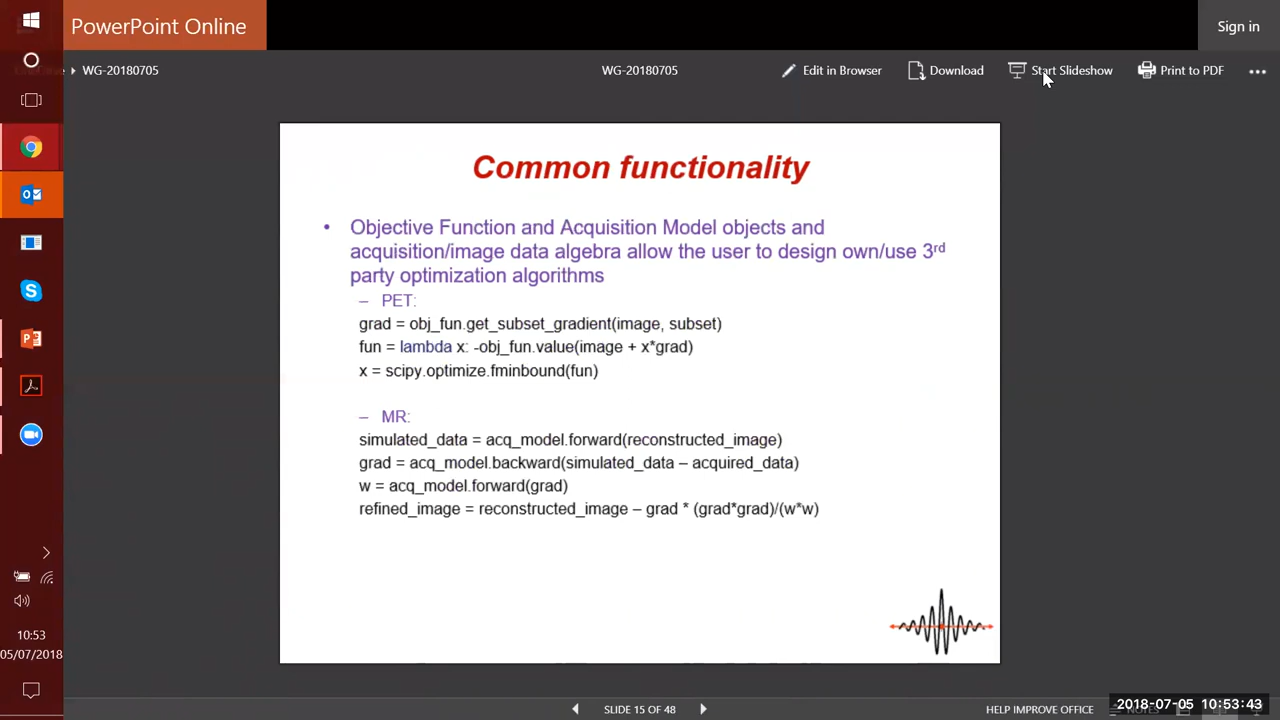 PowerPoint Online
Sign in
WG-20180705
WG-20180705
Edit in Browser
Download
Start Slideshow
Print to PDF
Common functionality
• Objective Function and Acquisition Model objects and
acquisition/image data algebra allow the user to design own/use 3rd
party optimization algorithms
– PET:
grad = obj_fun.get_subset_gradient(image, subset)
fun = lambda x: -obj_fun.value(image + x*grad)
x = scipy.optimize.fminbound(fun)
– MR:
simulated_data = acq_model.forward(reconstructed_image)
grad = acq_model.backward(simulated_data – acquired_data)
w = acq_model.forward(grad)
refined_image = reconstructed_image – grad * (grad*grad)/(w*w)
10:53
05/07/2018
SLIDE 15 OF 48
HELP IMPROVE OFFICE
2018-07-05 10:53:43